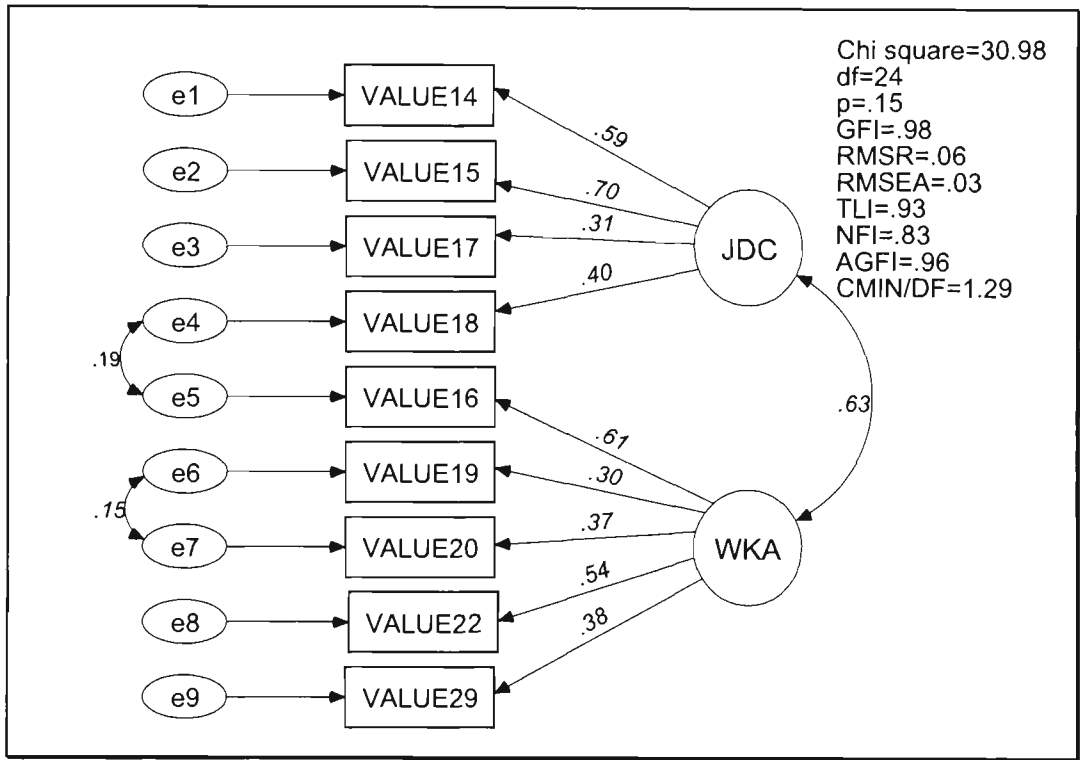 Chi square=30.98
df=24
p=.15
GFI=.98
RMSR=.06
RMSEA=.03
TLI=.93
NFI=.83
AGFI=.96
CMIN/DF=1.29
e1
VALUE14
.59
e2
VALUE15
.70
e3
VALUE17
.31
JDC
e4
VALUE18
.40
.19
e5
VALUE16
.61
.63
e6
VALUE19
.30
.15
e7
VALUE20
.37
WKA
e8
VALUE22
.54
e9
VALUE29
.38